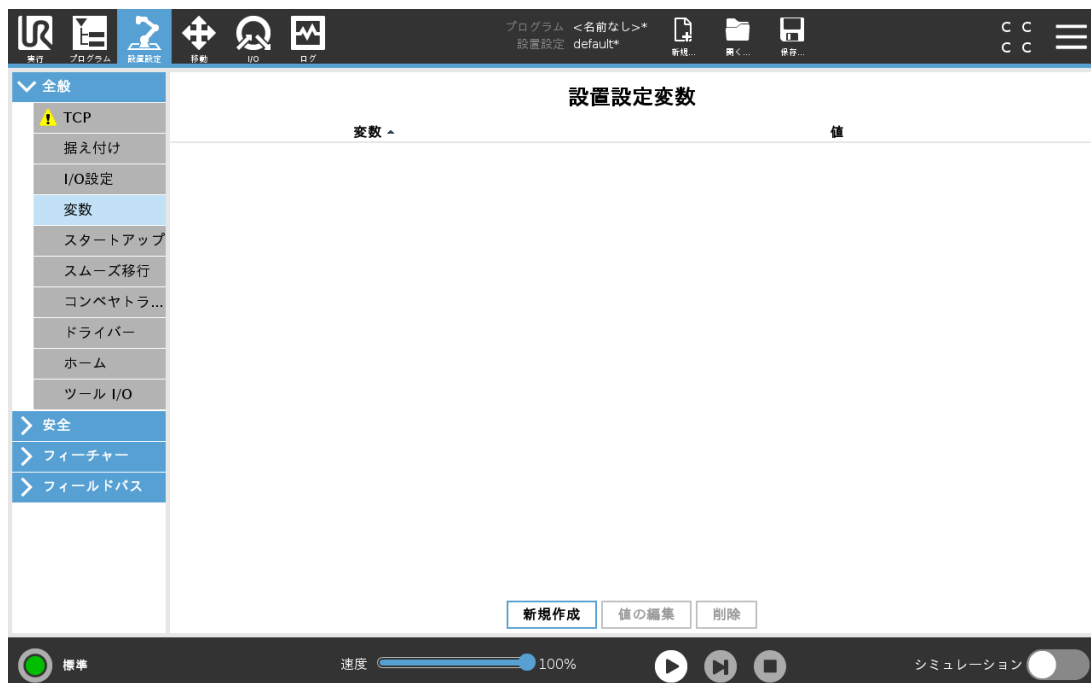 UR
実行
プログラム
設置設定
移動
I/O
ログ
プログラム <名前なし>*
設置設定 default*
新規...
開く...
保存...
C C
C C
全般
TCP
据え付け
I/O設定
変数
スタートアップ
スムーズ移行
コンベヤトラ...
ドライバー
ホーム
ツール I/O
安全
フィーチャー
フィールドバス
設置設定変数
変数 値
新規作成 値の編集 削除
標準
速度 100%
シミュレーション